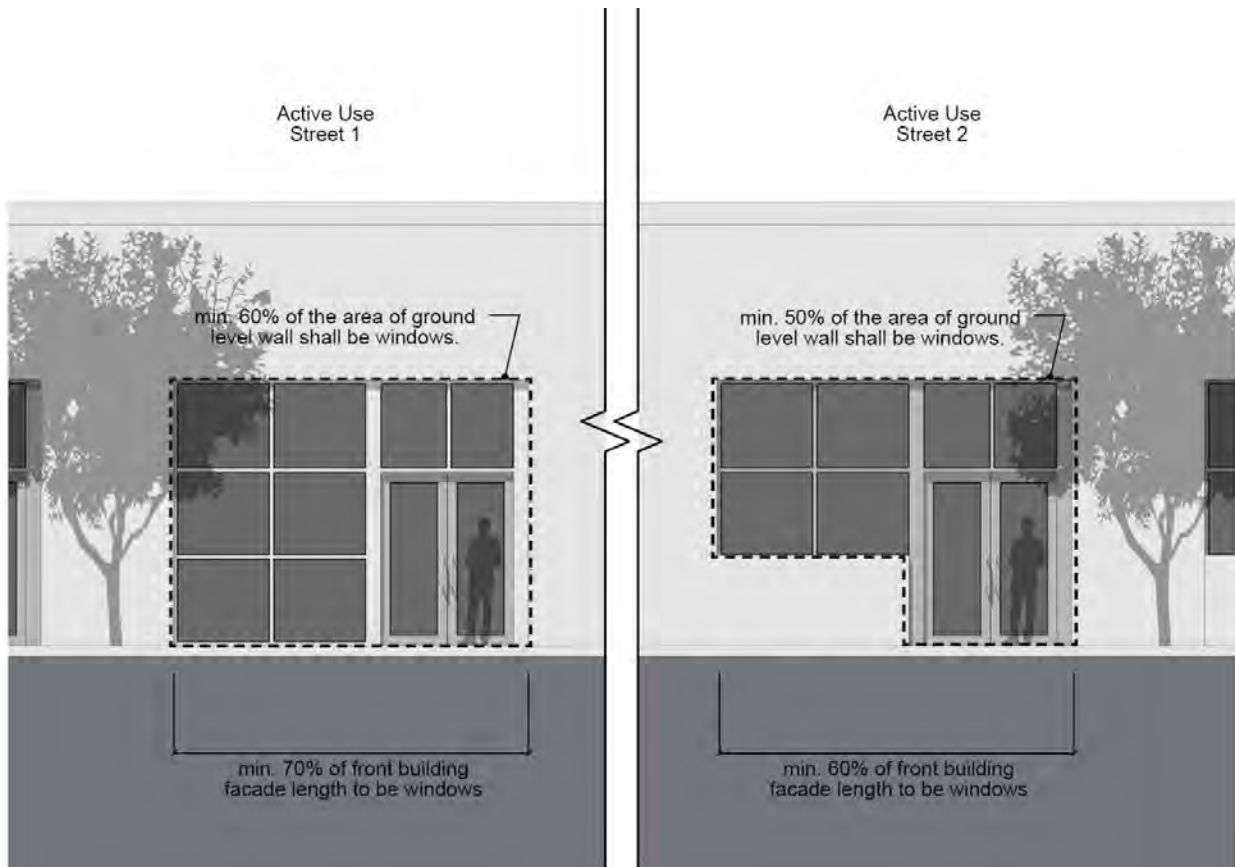 Active Use
Street 1
min. 60% of the area of ground
level wall shall be windows.
min. 70% of front building
facade length to be windows
Active Use
Street 2
min. 50% of the area of ground
level wall shall be windows.
min. 60% of front building
facade length to be windows